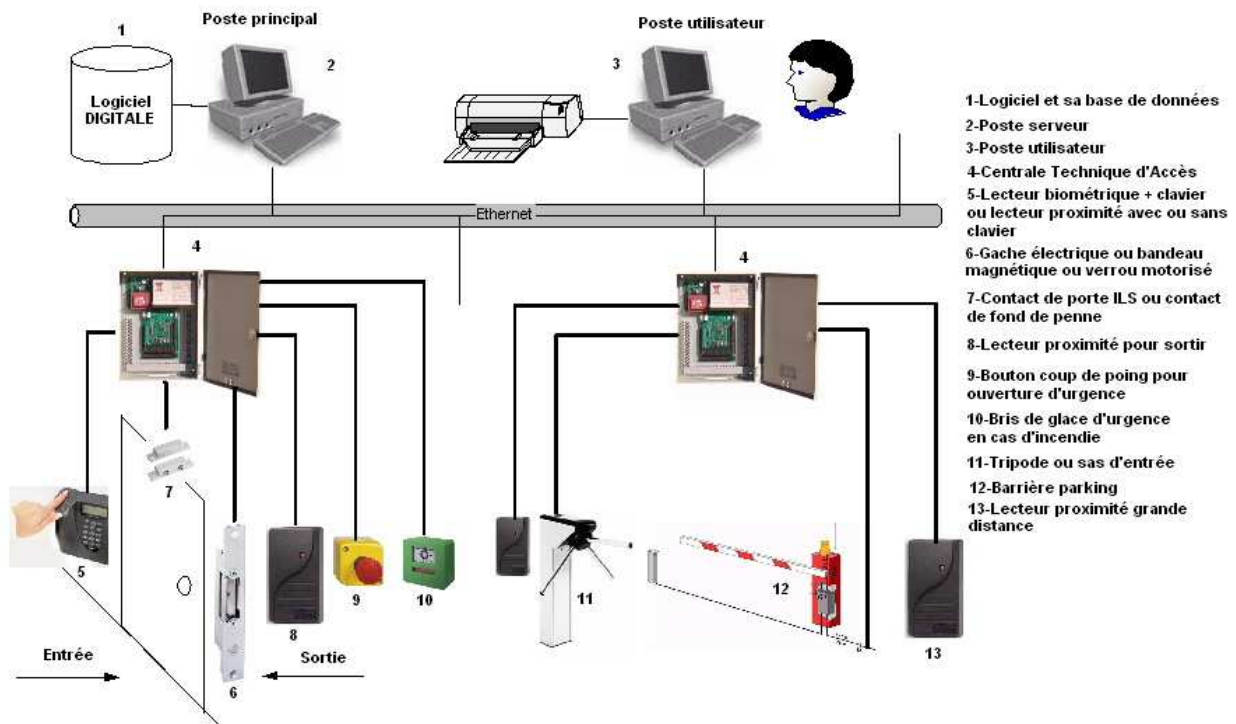 Poste principal
Poste utilisateur
1
2
3
Logiciel
DIGITALE
Ethernet
4
4
7
5
8
9
10
11
12
13
6
Entrée
Sortie
1-Logiciel et sa base de données
2-Poste serveur
3-Poste utilisateur
4-Centrale Technique d'Accès
5-Lecteur biométrique + clavier
ou lecteur proximité avec ou sans
clavier
6-Gache électrique ou bandeau
magnétique ou verrou motorisé
7-Contact de porte ILS ou contact
de fond de penne
8-Lecteur proximité pour sortir
9-Bouton coup de poing pour
ouverture d'urgence
10-Bris de glace d'urgence
en cas d'incendie
11-Tripode ou sas d'entrée
12-Barrière parking
13-Lecteur proximité grande
distance